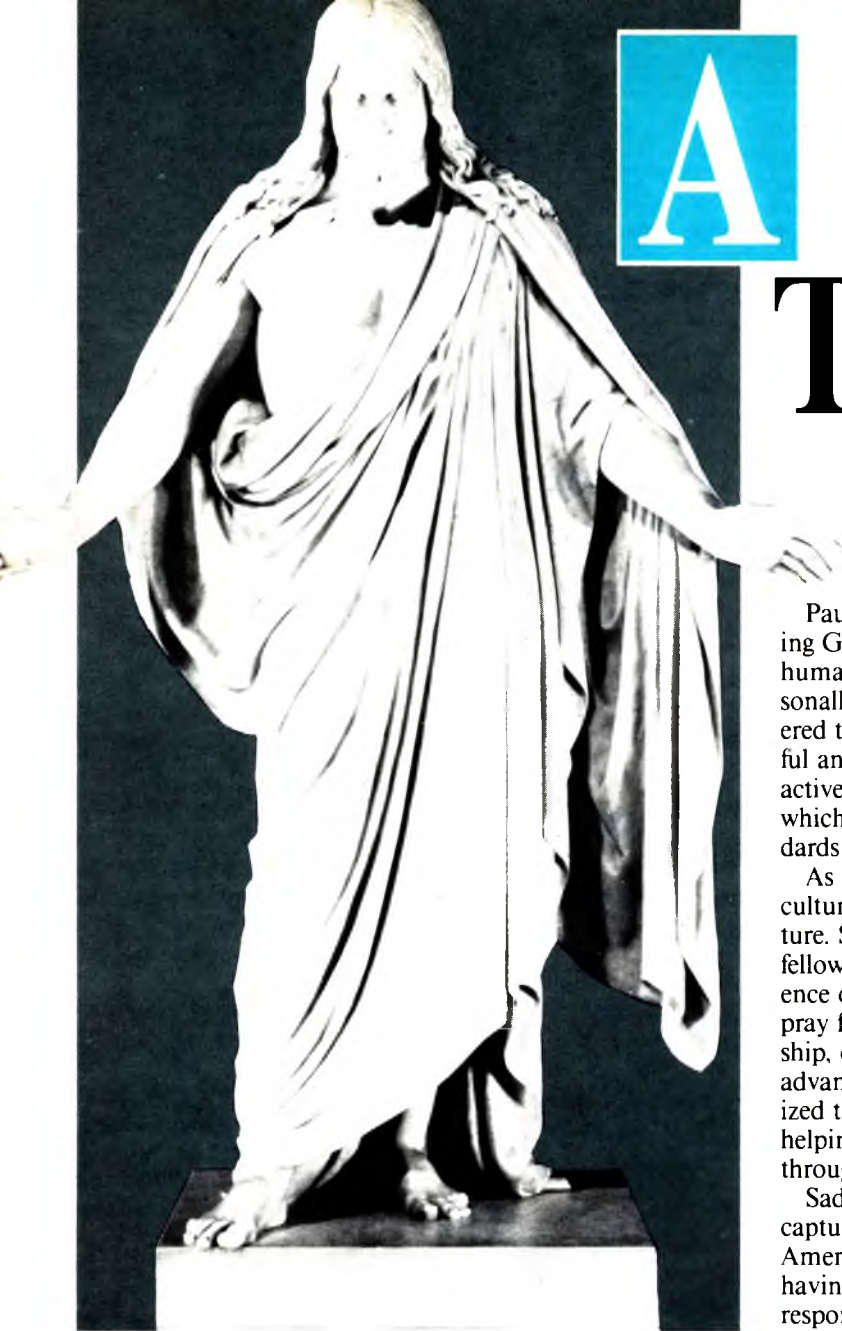 A
T
Pau
ing G
huma
sonall
ered t
ful an
active
which
dards
As
cultur
ture. S
fellow
ence o
pray f
ship, o
advan
ized t
helpin
throug
Sad
captu
Amer
havin
respon